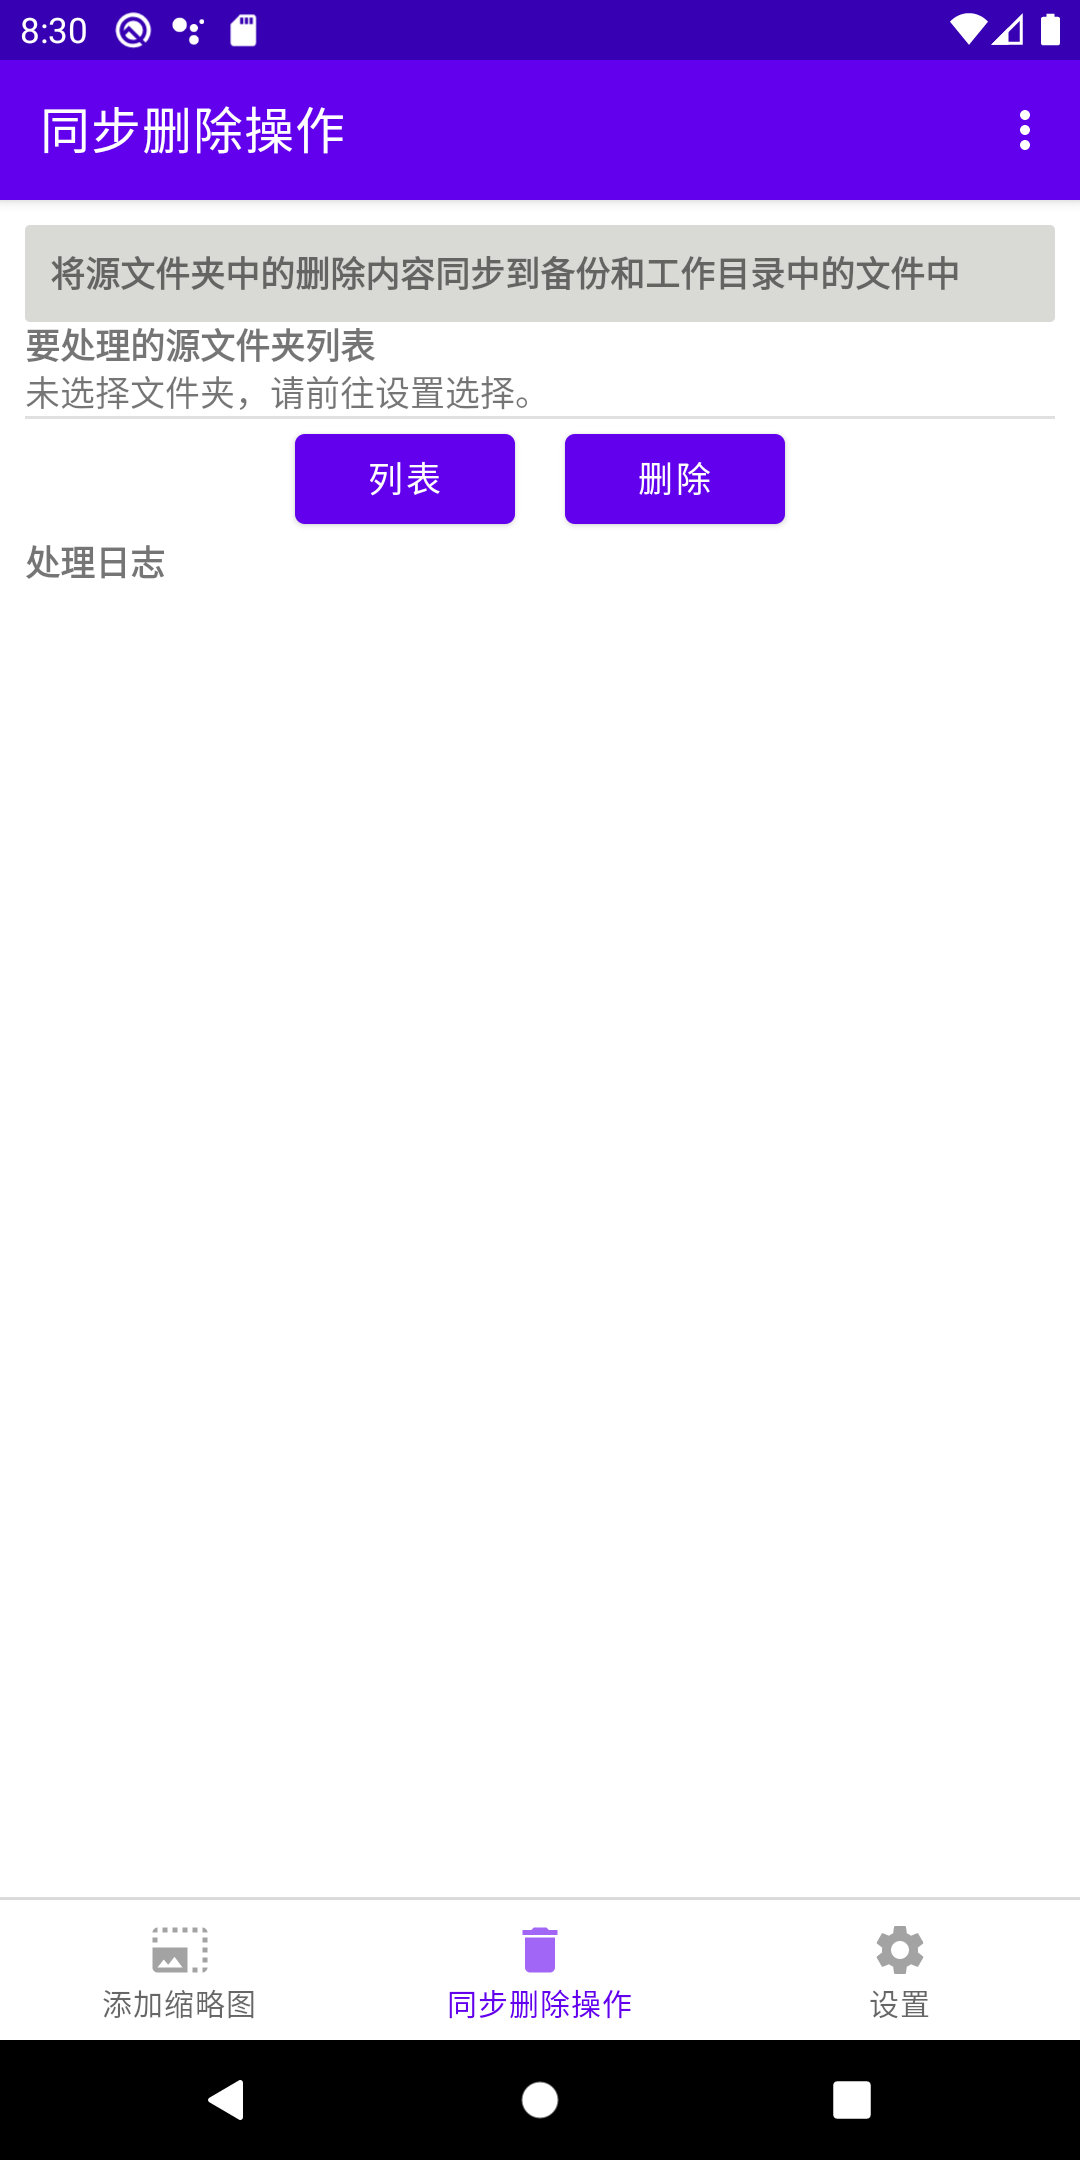 8:30
同步删除操作
将源文件夹中的删除内容同步到备份和工作目录中的文件中
要处理的源文件夹列表
未选择文件夹，请前往设置选择。
列表 删除
处理日志
添加缩略图 同步删除操作 设置